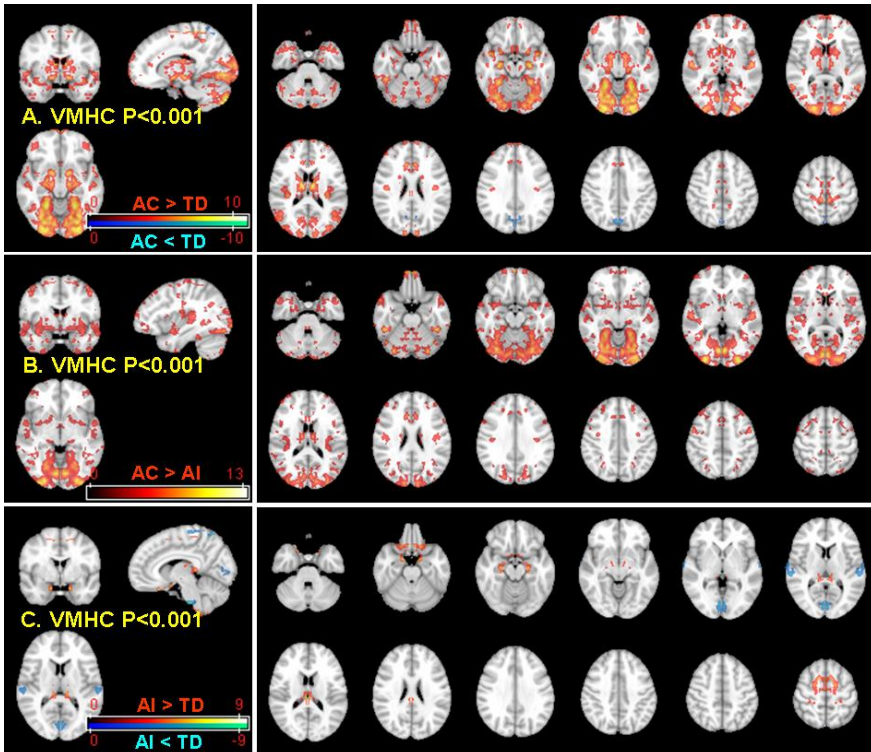 A. VMHC P<0.001
AC > TD 10
0 -10
AC < TD
B. VMHC P<0.001
0 AC > AI 13
C. VMHC P<0.001
AI > TD 9
0 -9
AI < TD